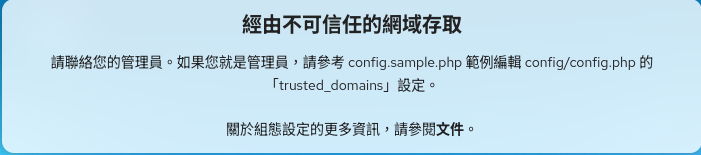 經由不可信任的網域存取
請聯絡您的管理員。如果您就是管理員，請參考 config.sample.php 範例編輯 config/config.php 的
「trusted_domains」設定。
關於組態設定的更多資訊，請參閱文件。